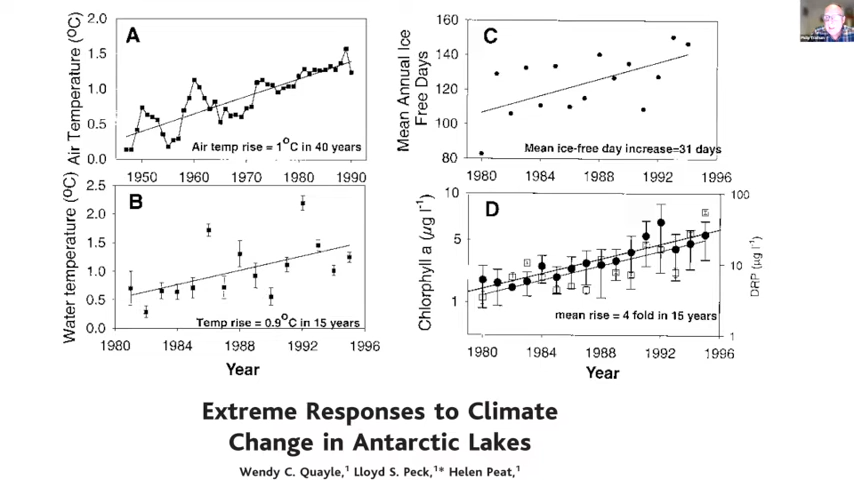 A
Air Temperature (°C)
2.0
1.5
1.0
0.5
0.0
Air temp rise = 1°C in 40 years
1950
1960
1970
1980
1990
C
Mean Annual Ice
Free Days
160
140
120
100
80
Mean ice-free day increase=31 days
1980
1984
1988
1992
1996
B
Water temperature (°C)
2.5
2.0
1.5
1.0
0.5
0.0
Temp rise = 0.9°C in 15 years
1980
1984
1988
1992
1996
Year
D
Chlorophyll a (µg l⁻¹)
10
5
1
100
10
1
DRP (µg l⁻¹)
mean rise = 4 fold in 15 years
1980
1984
1988
1992
1996
Year
Extreme Responses to Climate
Change in Antarctic Lakes
Wendy C. Quayle,¹ Lloyd S. Peck,¹* Helen Peat,¹